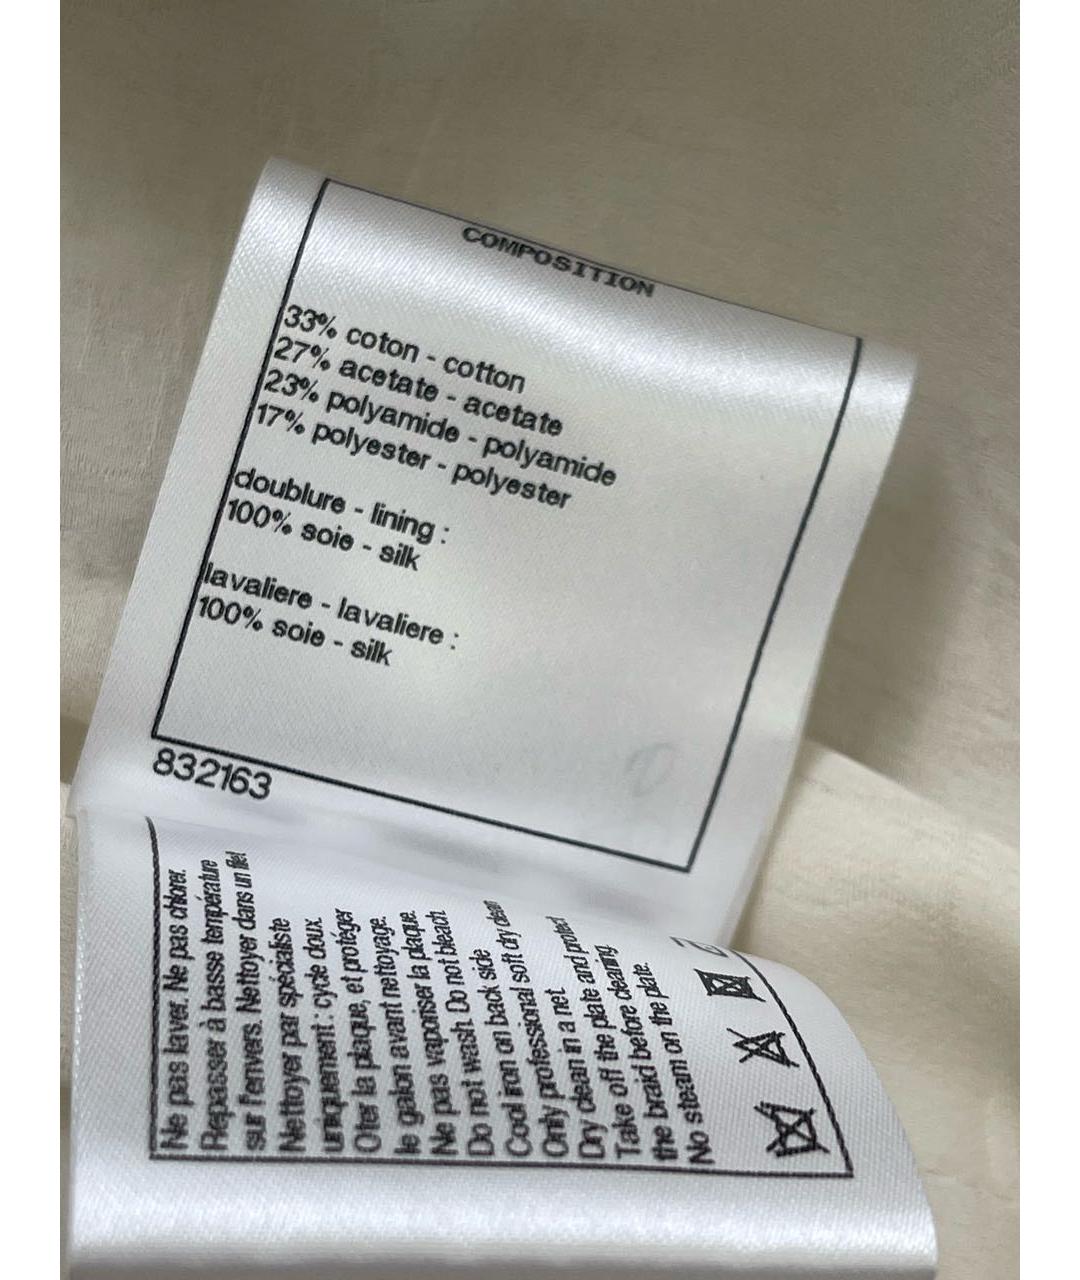 COMPOSITION
33% coton - cotton
27% acetate - acetate
23% polyamide - polyamide
17% polyester - polyester
doublure - lining :
100% soie - silk
lavaliere - lavaliere :
100% soie - silk
832163
Ne pas laver. Ne pas chlorer.
Repasser à basse température
sur l'envers. Nettoyer dans un filet
Nettoyer par spécialiste
uniquement : cycle doux.
Oter la plaque, et protéger
le galon avant nettoyage.
Ne pas vaporiser la plaque.
Do not wash. Do not bleach.
Cool iron on back side
Only professional soft dry clean
Dry clean in a net.
Take off the plate and protect
the braid before cleaning.
No steam on the plate.